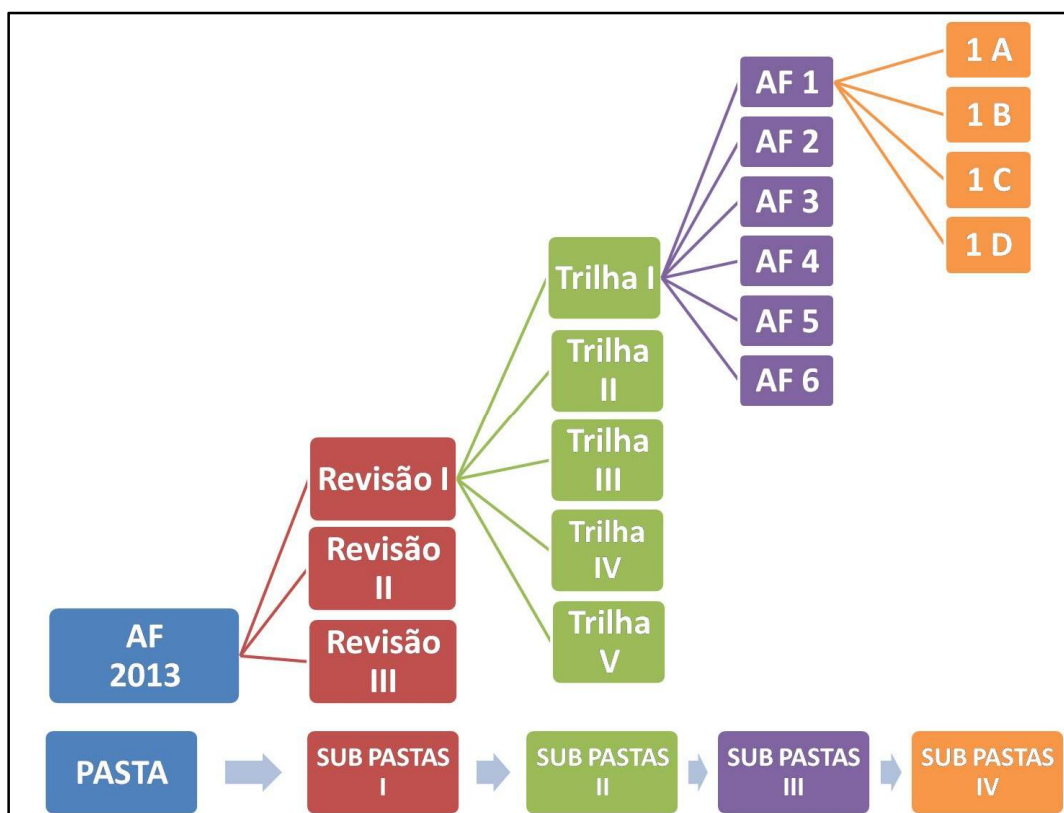 1 A
1 B
1 C
1 D
AF 1
AF 2
AF 3
AF 4
AF 5
AF 6
Trilha I
Trilha
II
Trilha
III
Trilha
IV
Trilha
V
Revisão I
Revisão
II
Revisão
III
AF
2013
PASTA
SUB PASTAS
I
SUB PASTAS
II
SUB PASTAS
III
SUB PASTAS
IV